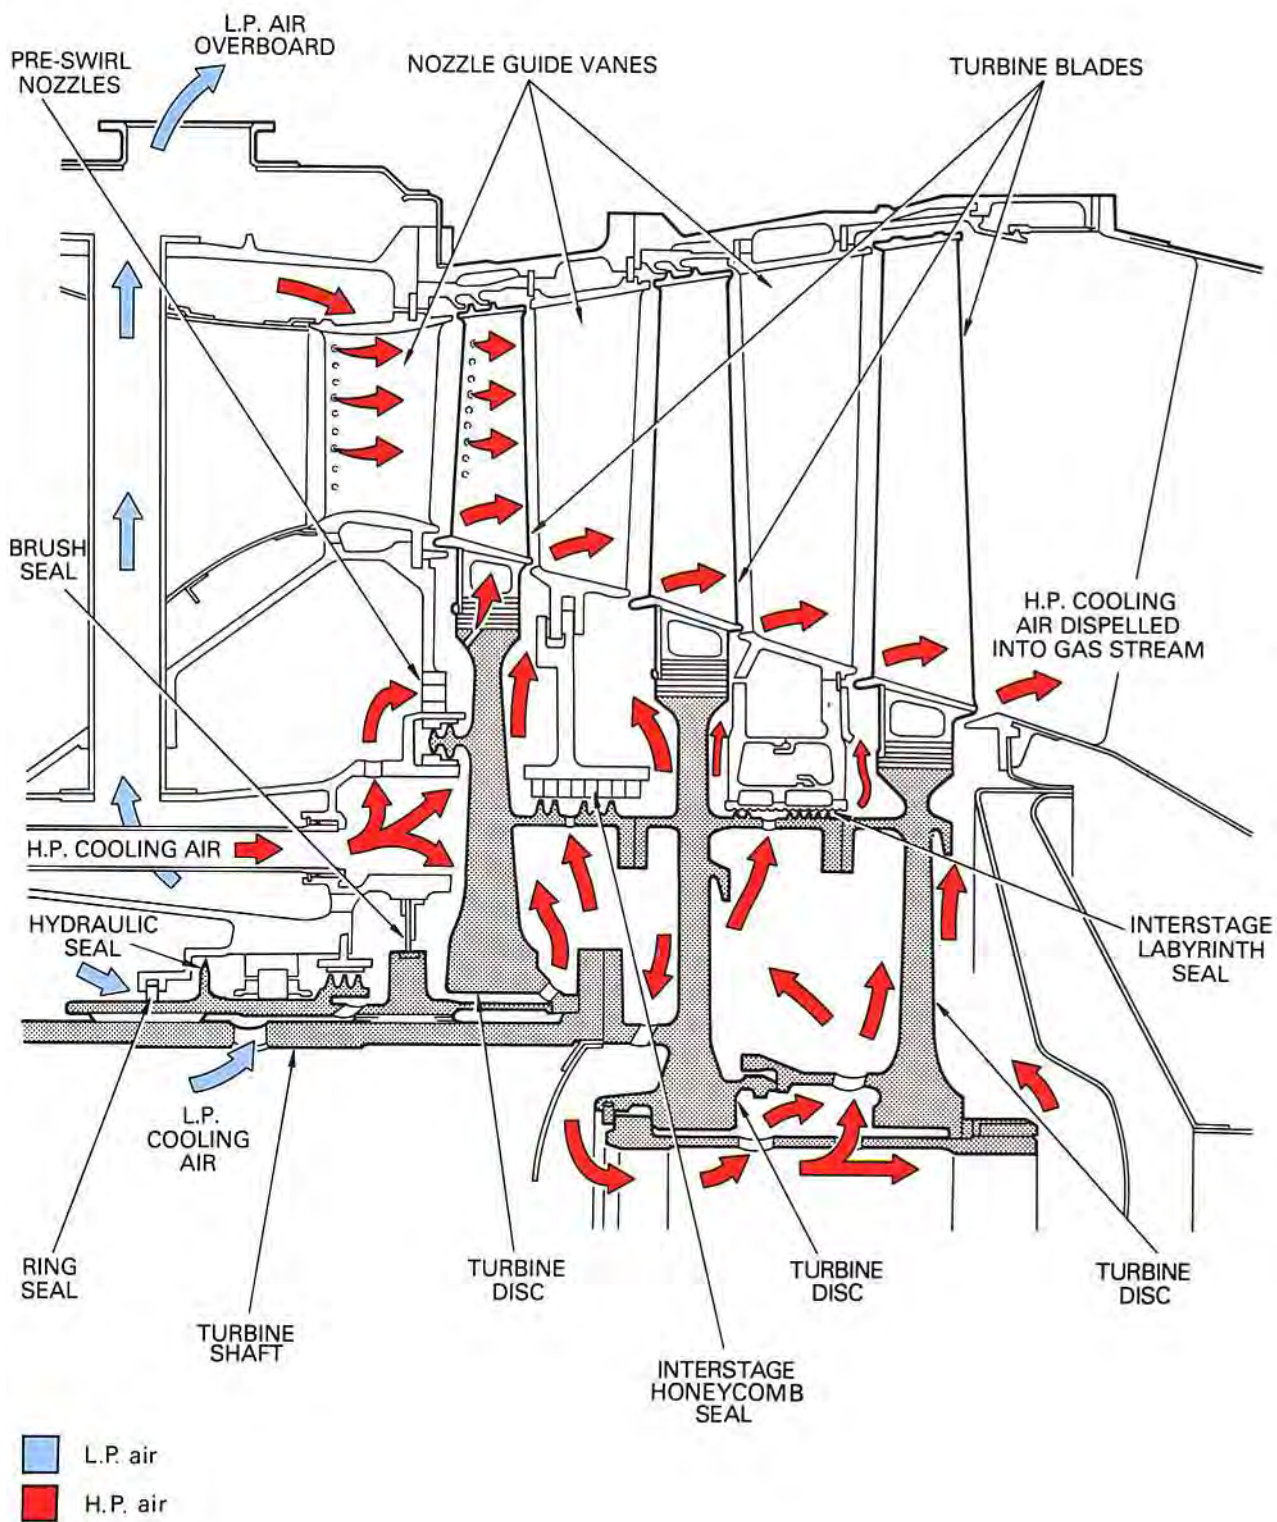 L.P. AIR
OVERBOARD
PRE-SWIRL
NOZZLES
NOZZLE GUIDE VANES
TURBINE BLADES
BRUSH
SEAL
H.P. COOLING
AIR DISPELLED
INTO GAS STREAM
H.P. COOLING AIR
HYDRAULIC
SEAL
INTERSTAGE
LABYRINTH
SEAL
L.P.
COOLING
AIR
RING
SEAL
TURBINE
SHAFT
TURBINE
DISC
TURBINE
DISC
TURBINE
DISC
INTERSTAGE
HONEYCOMB
SEAL
L.P. air
H.P. air